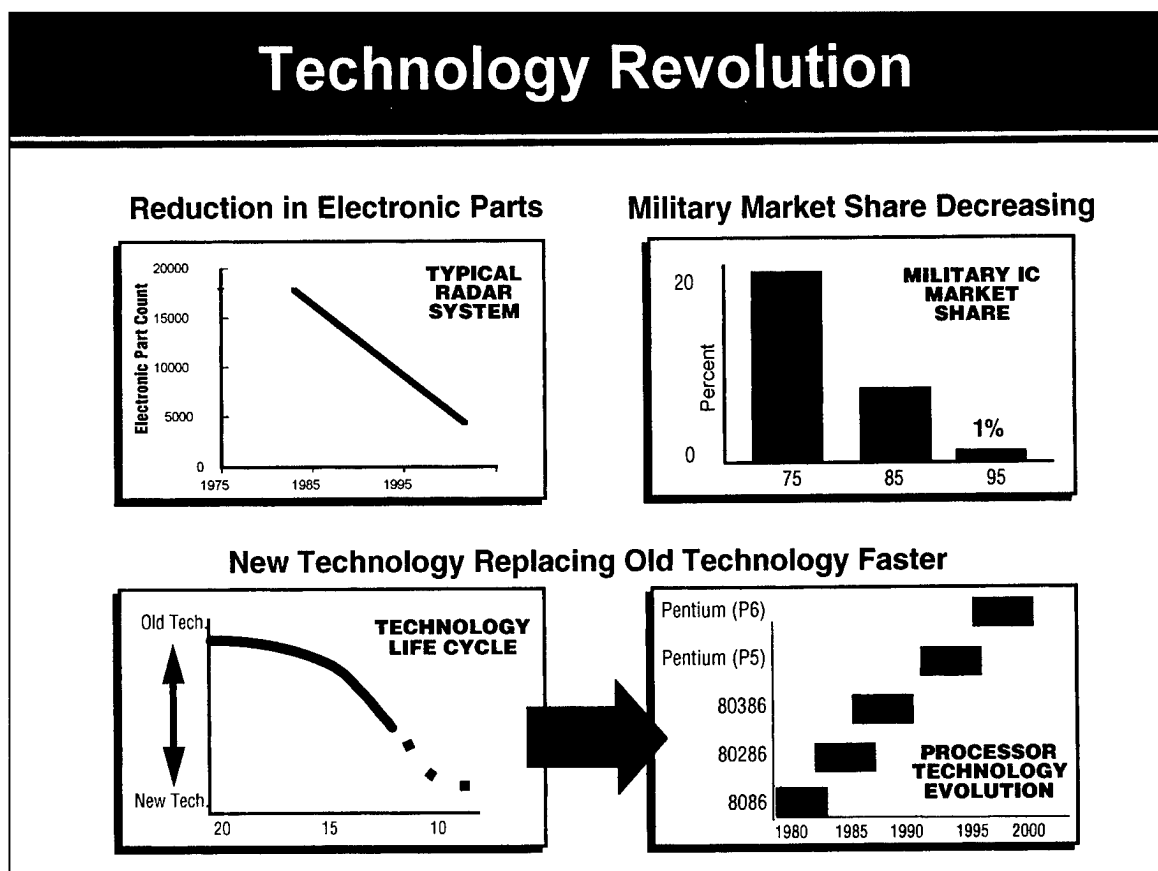 Technology Revolution
Reduction in Electronic Parts
TYPICAL
RADAR
SYSTEM
Electronic Part Count
20000
15000
10000
5000
0
1975
1985
1995
Military Market Share Decreasing
MILITARY IC
MARKET
SHARE
Percent
20
0
1%
75
85
95
New Technology Replacing Old Technology Faster
TECHNOLOGY
LIFE CYCLE
Old Tech.
New Tech.
20
15
10
Pentium (P6)
Pentium (P5)
80386
80286
8086
PROCESSOR
TECHNOLOGY
EVOLUTION
1980
1985
1990
1995
2000